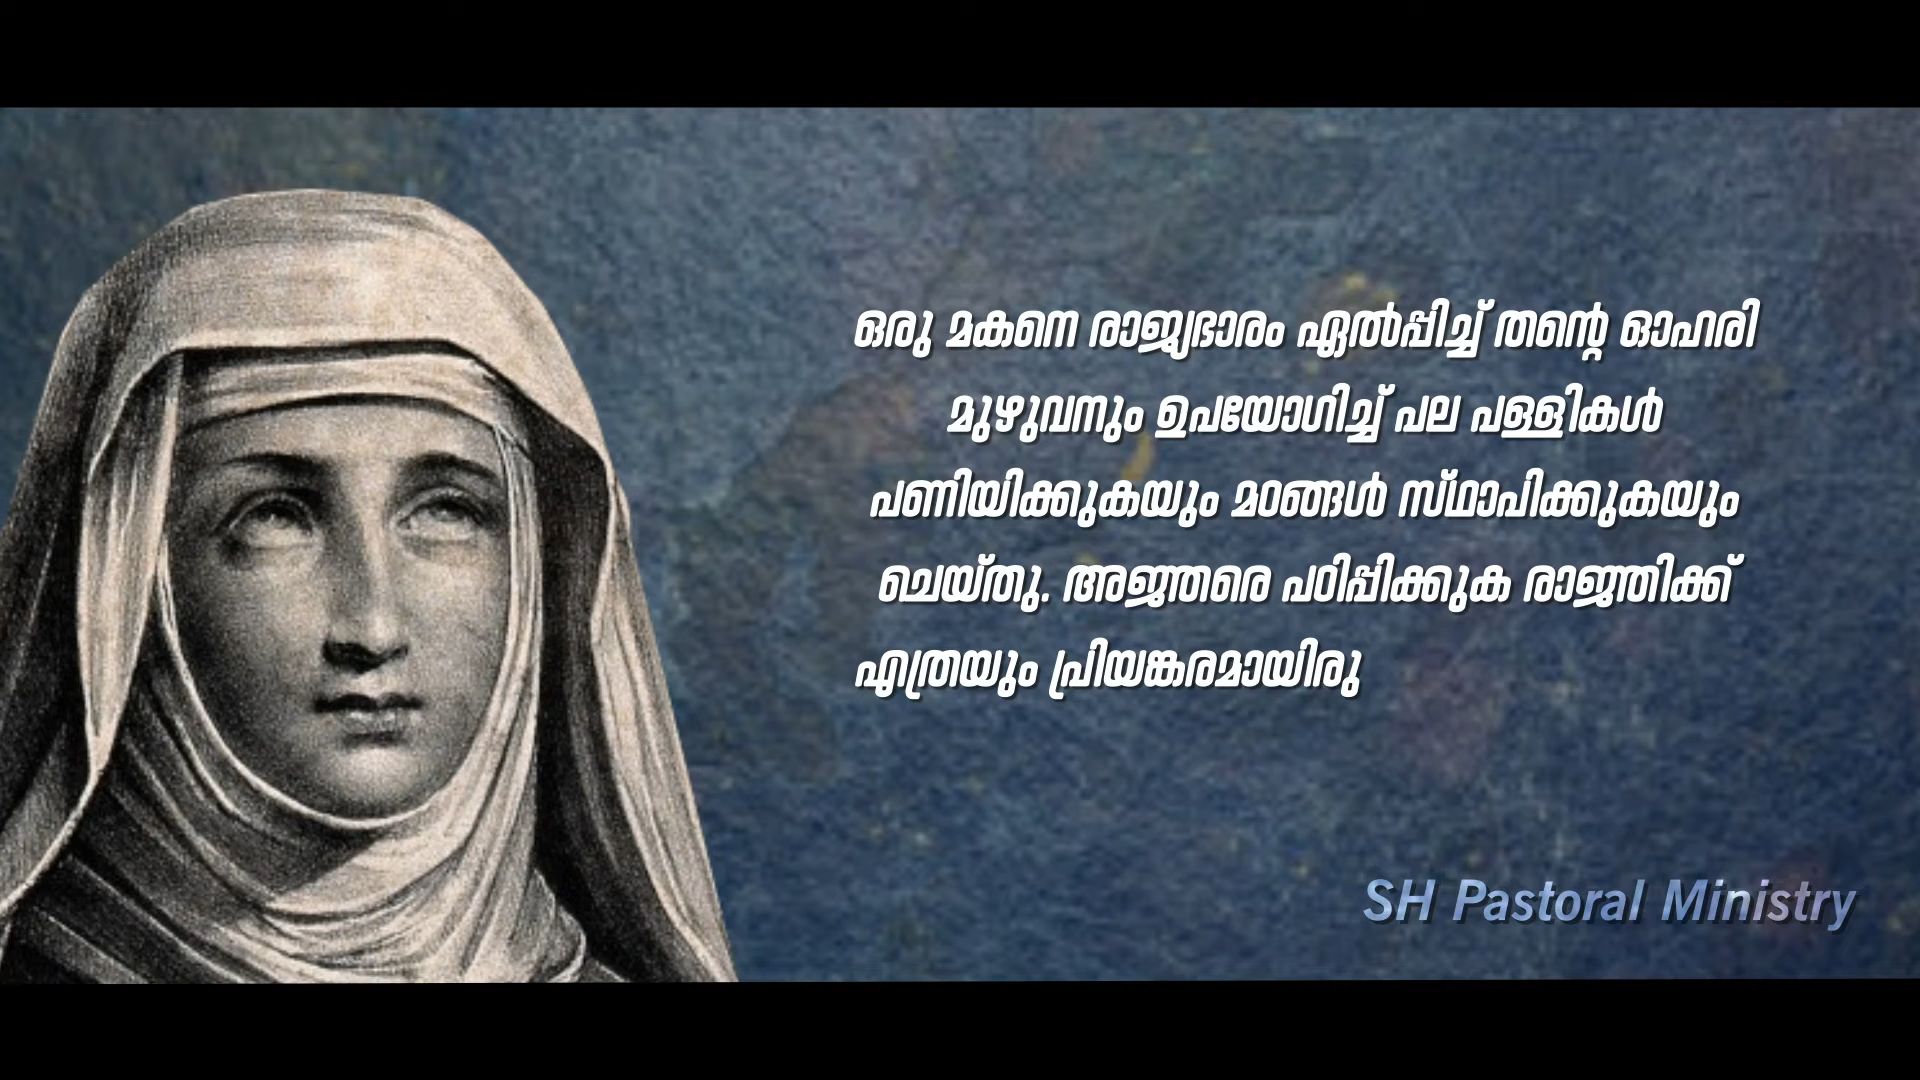 ഒരു മകനെ രാജ്യഭാരം ഏൽപ്പിച്ച് തന്റെ ഓഹരി
മുഴുവനും ഉപയോഗിച്ച് പല പള്ളികൾ
പണിയിക്കുകയും മഠങ്ങൾ സ്ഥാപിക്കുകയും
ചെയ്തു. അജ്ഞരെ പഠിപ്പിക്കുക രാജ്ഞിക്ക്
എത്രയും പ്രിയങ്കരമായിരു
SH Pastoral Ministry